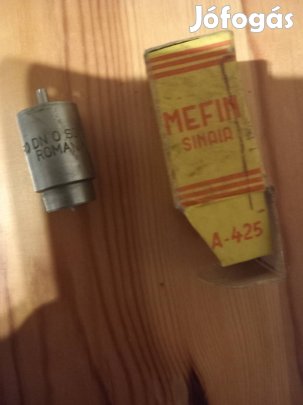 Jófogás
DN 0 S
ROMAN
MEFIN
SINAIA
A-425